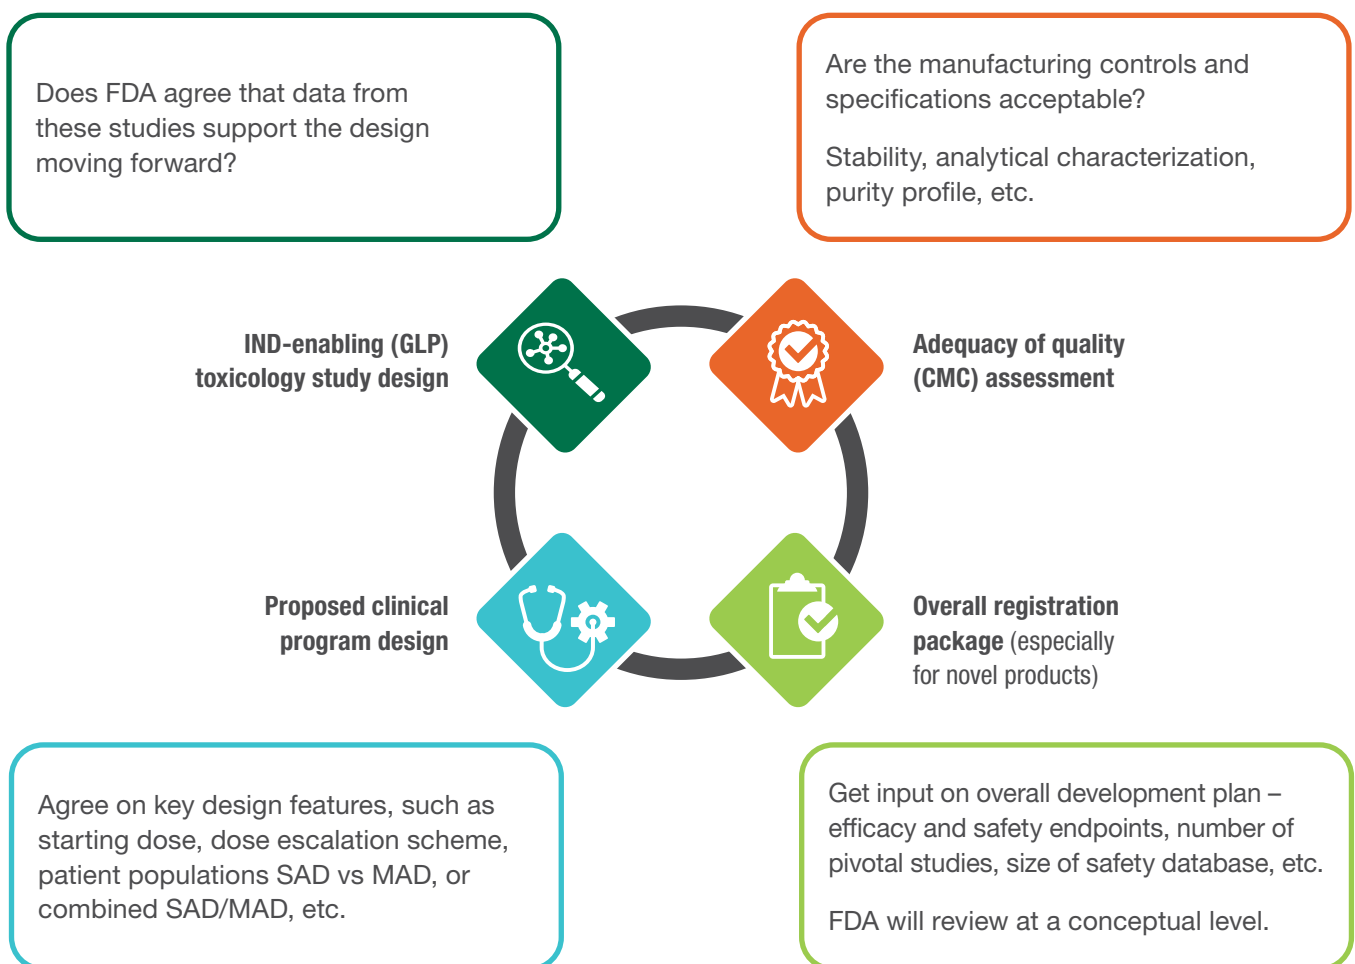 Does FDA agree that data from
these studies support the design
moving forward?
Are the manufacturing controls and
specifications acceptable?
Stability, analytical characterization,
purity profile, etc.
IND-enabling (GLP)
toxicology study design
Adequacy of quality
(CMC) assessment
Proposed clinical
program design
Overall registration
package (especially
for novel products)
Agree on key design features, such as
starting dose, dose escalation scheme,
patient populations SAD vs MAD, or
combined SAD/MAD, etc.
Get input on overall development plan –
efficacy and safety endpoints, number of
pivotal studies, size of safety database, etc.
FDA will review at a conceptual level.